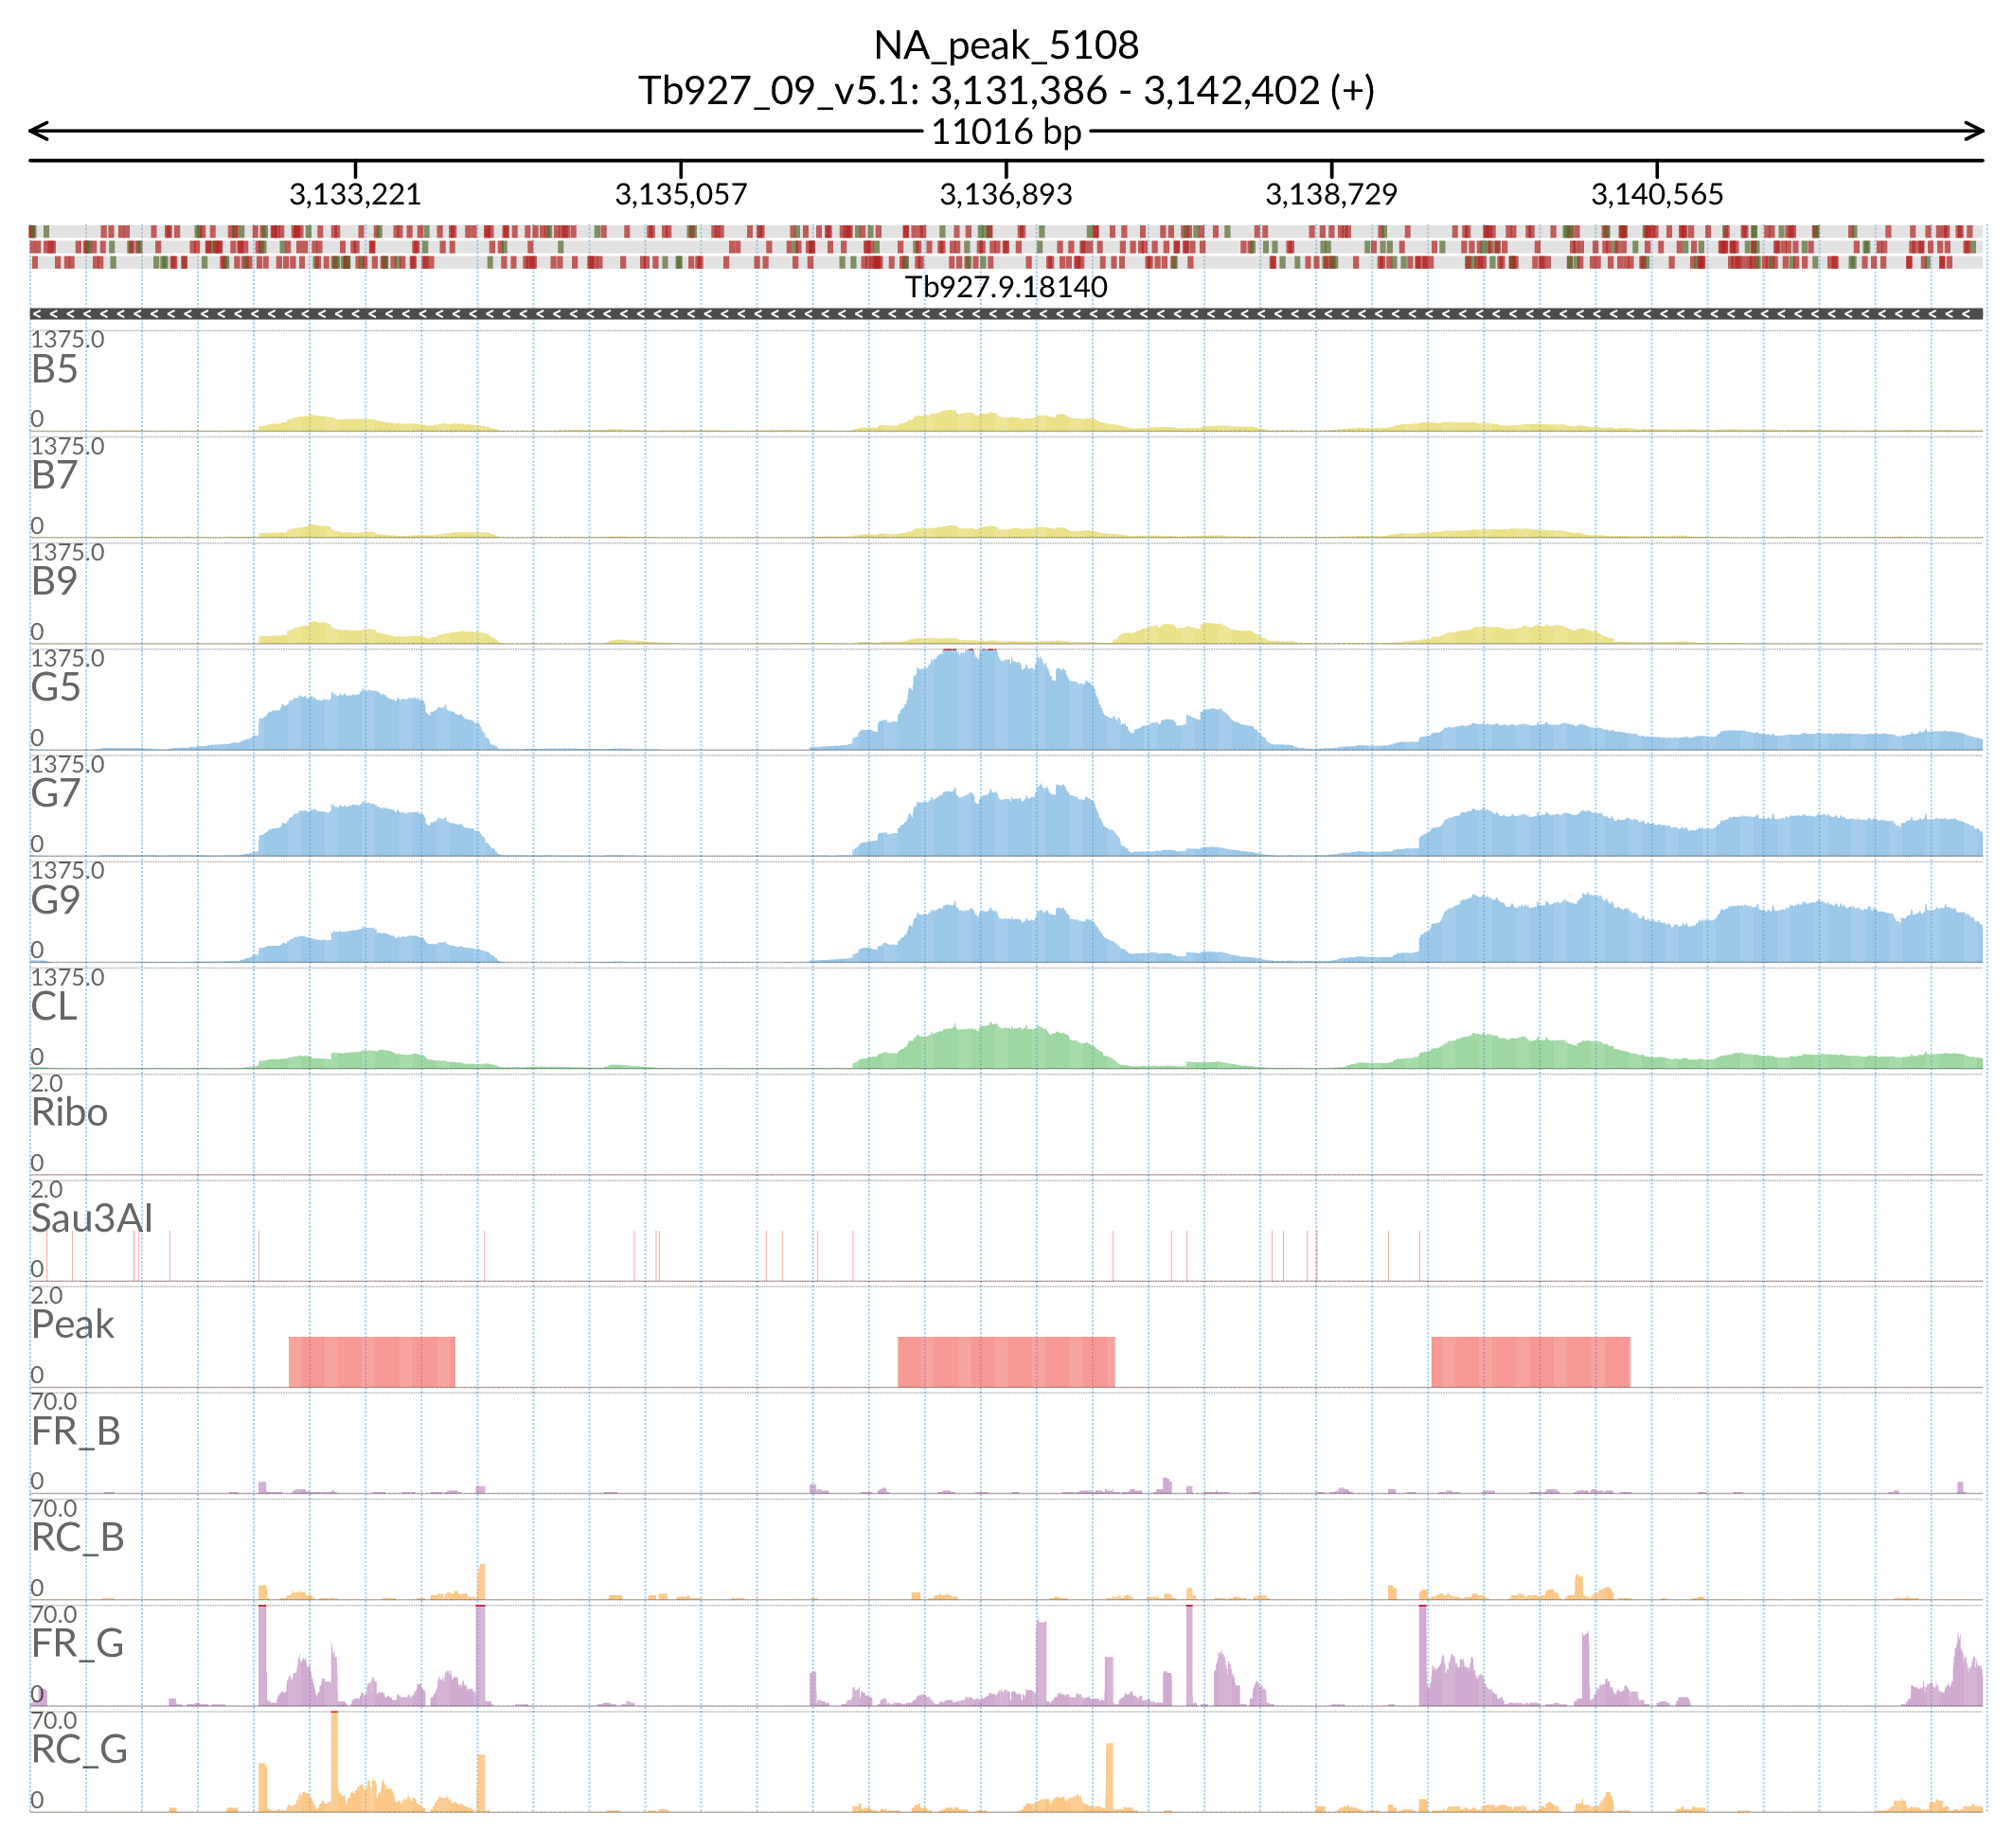 NA_peak_5108
Tb927_09_v5.1: 3,131,386 - 3,142,402 (+)
11016 bp
3,133,221 3,135,057 3,136,893 3,138,729 3,140,565
Tb927.9.18140
1375.0
B5
0
1375.0
B7
0
1375.0
B9
0
1375.0
G5
0
1375.0
G7
0
1375.0
G9
0
1375.0
CL
0
2.0
Ribo
0
2.0
Sau3AI
0
2.0
Peak
0
70.0
FR_B
0
70.0
RC_B
0
70.0
FR_G
0
70.0
RC_G
0